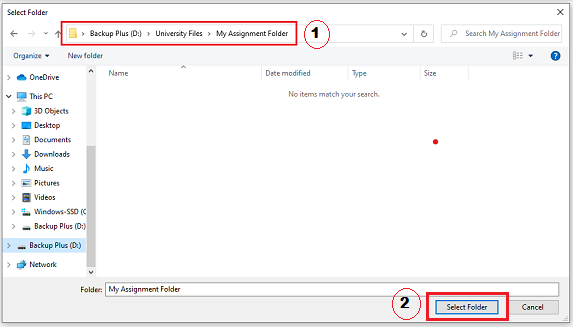 Select Folder
Backup Plus (D:) > University Files > My Assignment Folder
1
Search My Assignment Folder
Organize
New folder
?
Name
Date modified
Type
Size
No items match your search.
OneDrive
This PC
3D Objects
Desktop
Documents
Downloads
Music
Pictures
Videos
Windows-SSD (C
Backup Plus (D:)
Backup Plus (D:)
Network
Folder: My Assignment Folder
2
Select Folder
Cancel